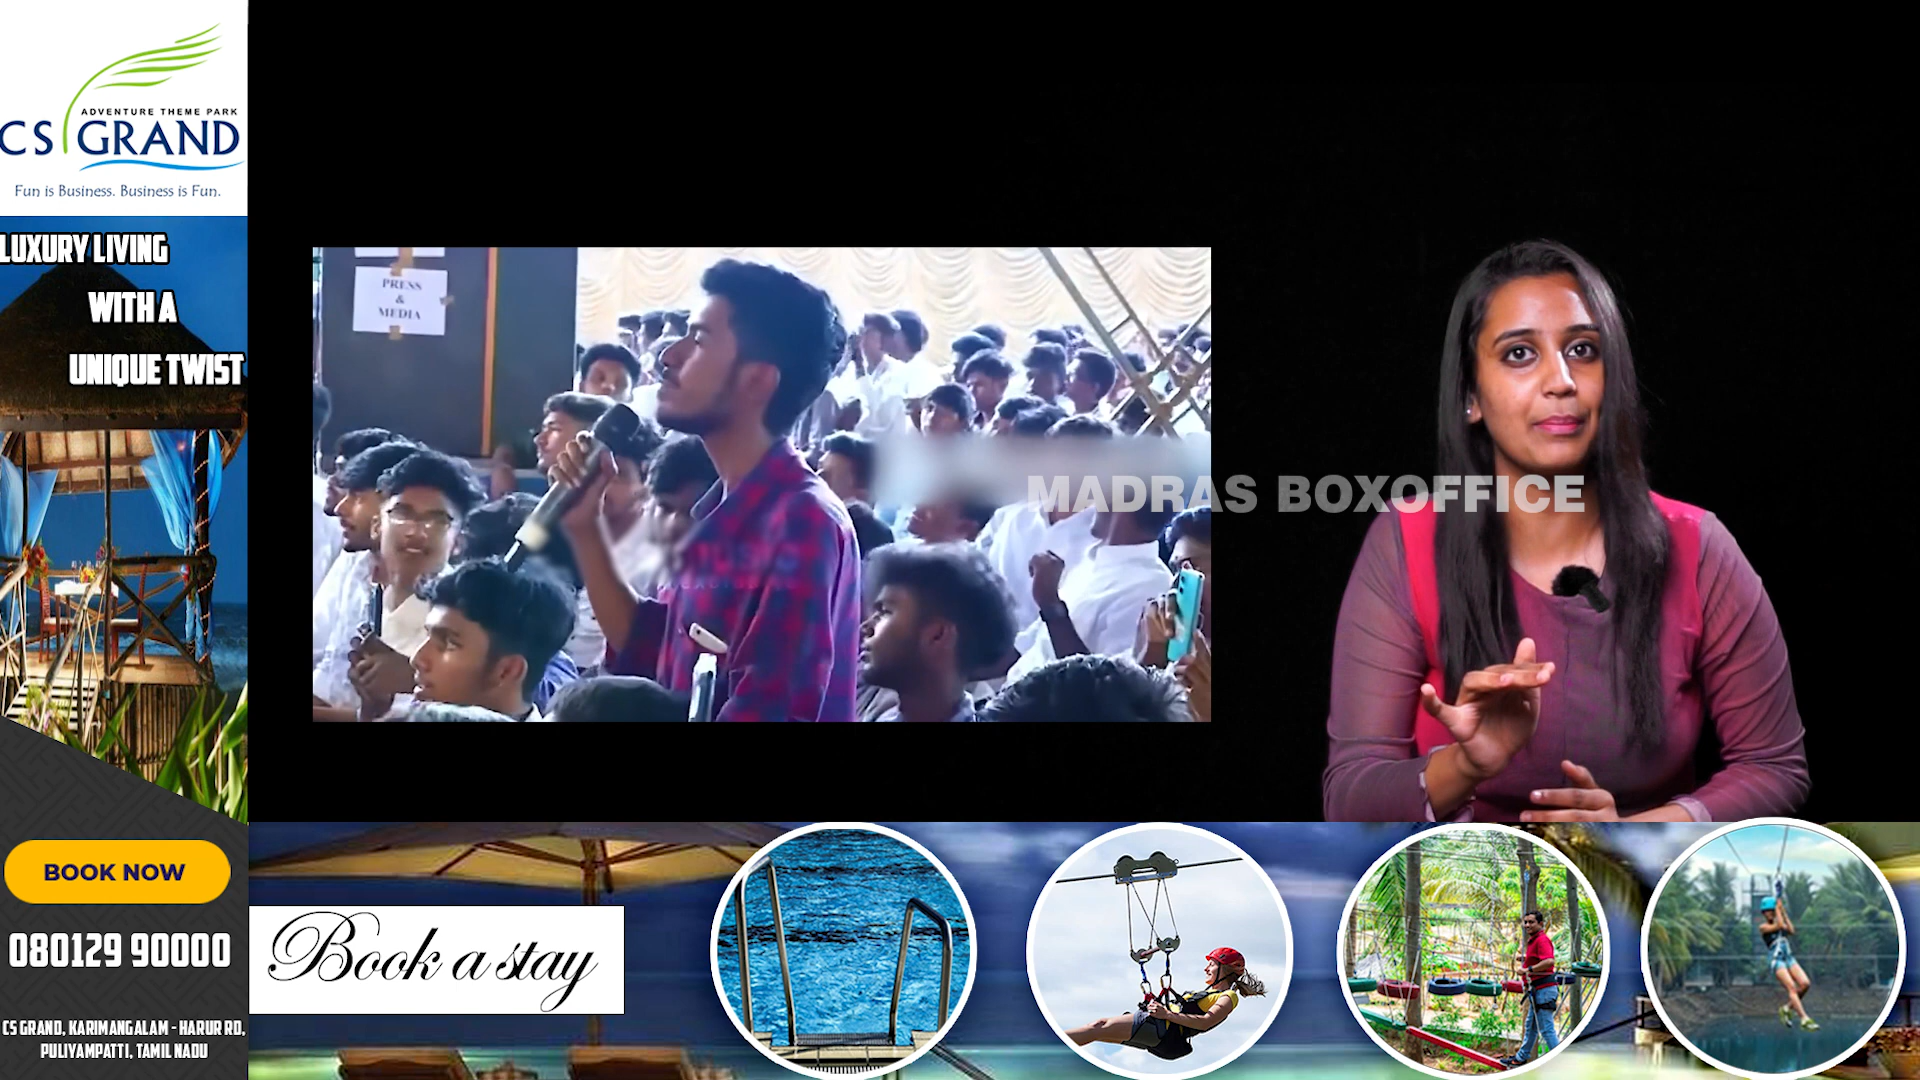 ADVENTURE THEME PARK
CS GRAND
Fun is Business. Business is Fun.
LUXURY LIVING
WITH A
UNIQUE TWIST
BOOK NOW
080129 90000
CS GRAND, KARIMANGALAM - HARUR RD,
PULIYAMPATTI, TAMIL NADU
PRESS
&
MEDIA
MUSIC
MADRAS BOXOFFICE
Book a stay